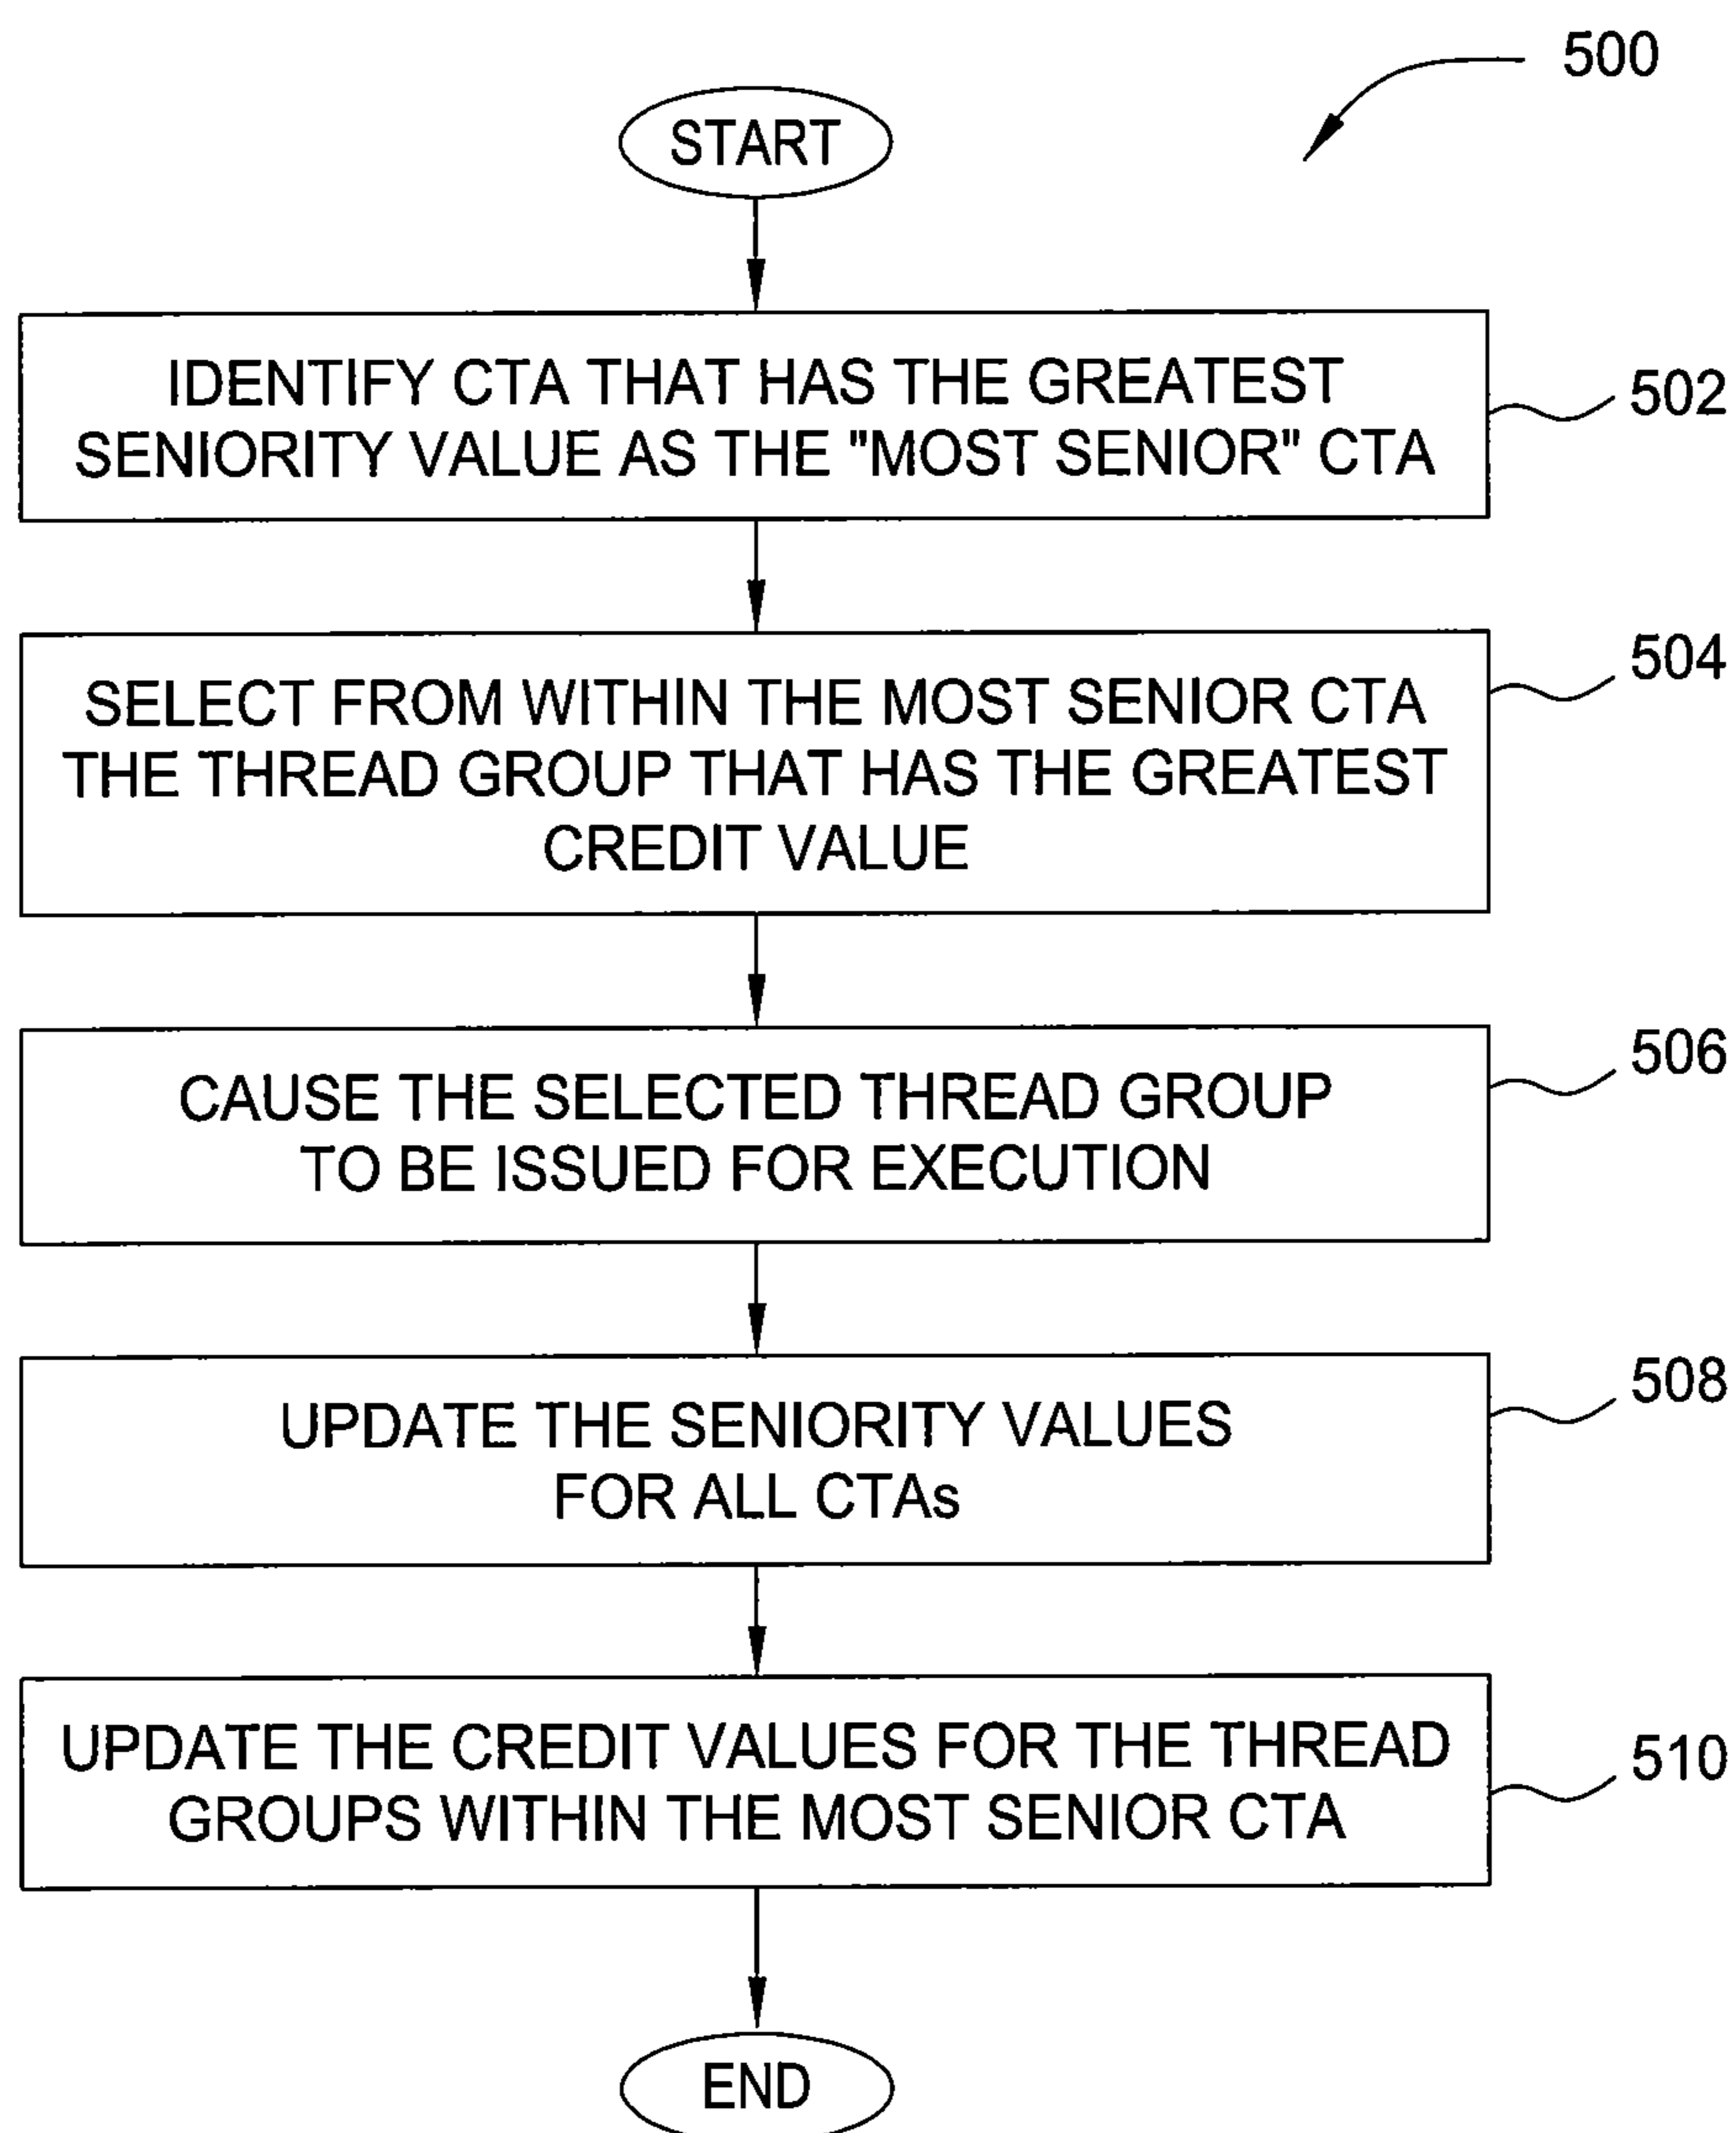 500
START
IDENTIFY CTA THAT HAS THE GREATEST
SENIORITY VALUE AS THE "MOST SENIOR" CTA
502
SELECT FROM WITHIN THE MOST SENIOR CTA
THE THREAD GROUP THAT HAS THE GREATEST
CREDIT VALUE
504
CAUSE THE SELECTED THREAD GROUP
TO BE ISSUED FOR EXECUTION
506
UPDATE THE SENIORITY VALUES
FOR ALL CTAs
508
UPDATE THE CREDIT VALUES FOR THE THREAD
GROUPS WITHIN THE MOST SENIOR CTA
510
END